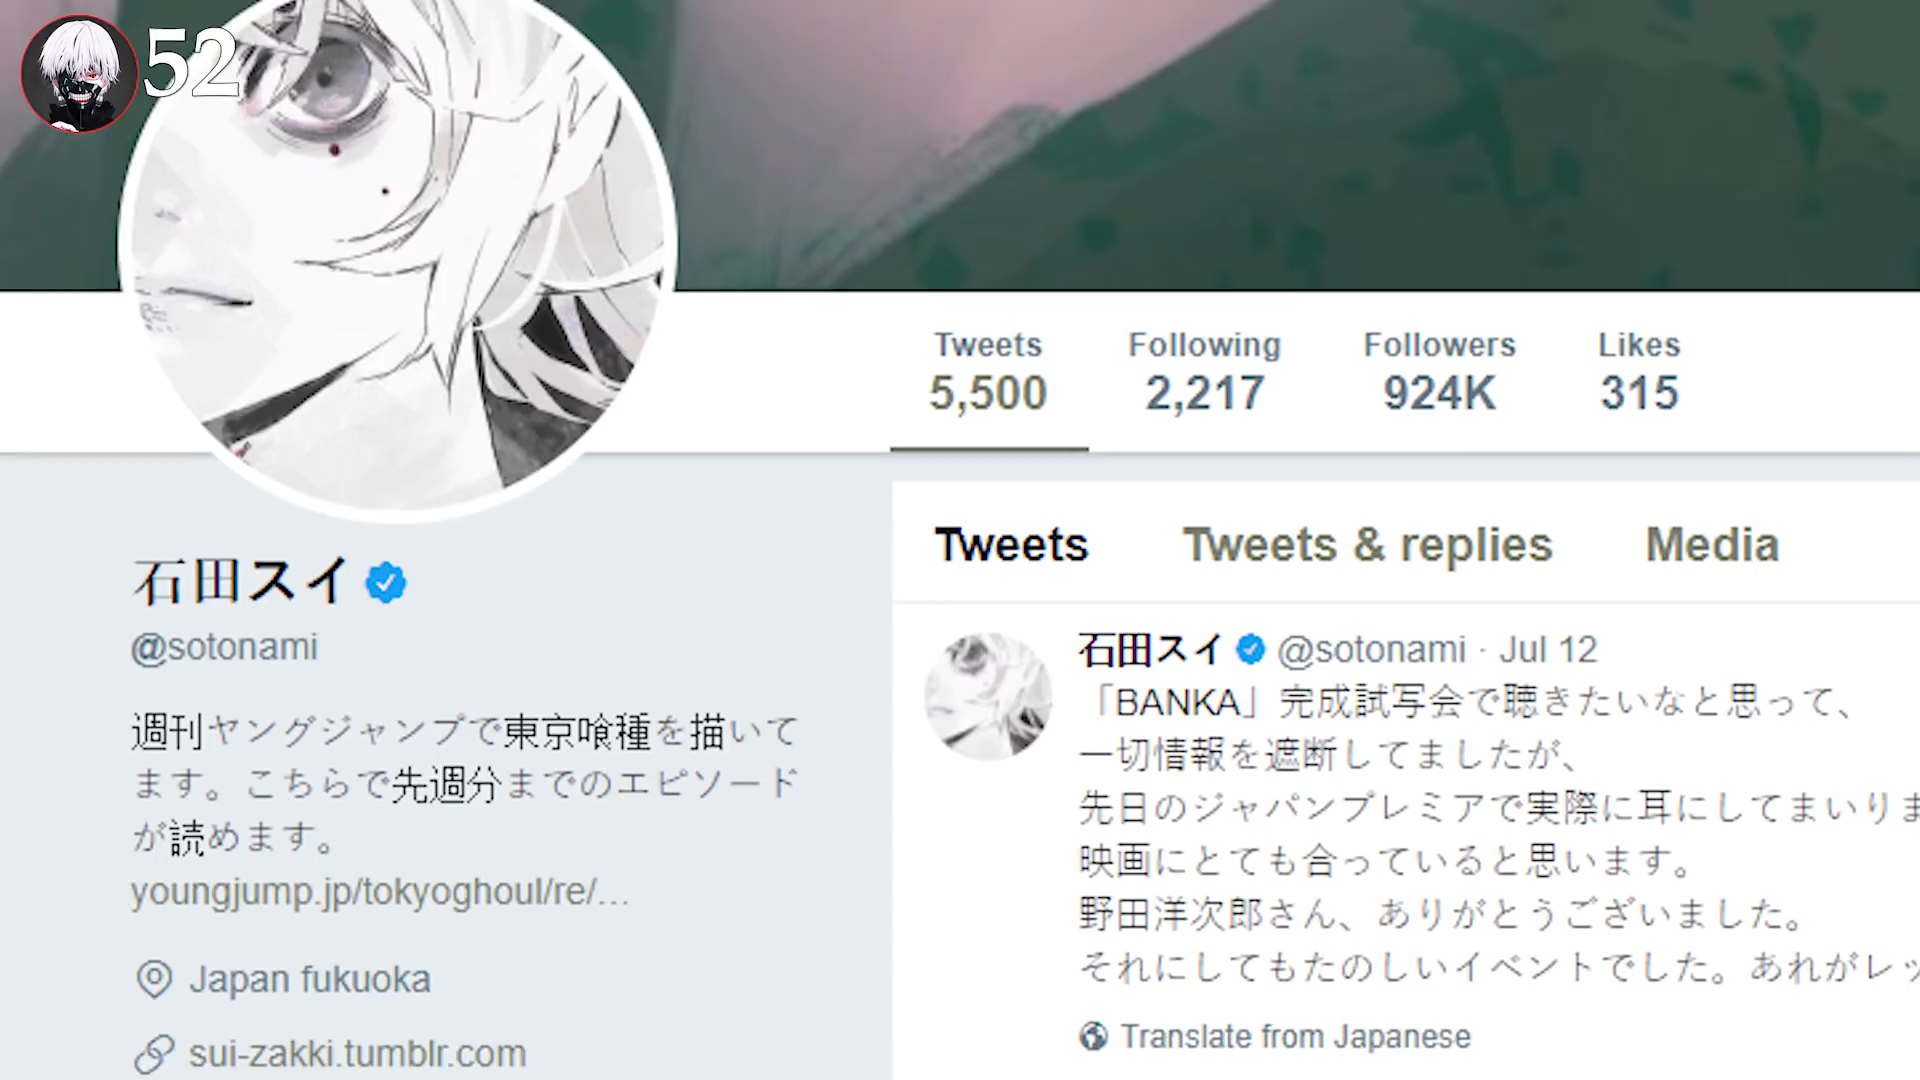 52
Tweets Following Followers Likes
5,500 2,217 924K 315
石田スイ
@sotonami
週刊ヤングジャンプで東京喰種を描いて
ます。こちらで先週分までのエピソード
が読めます。
youngjump.jp/tokyoghoul/re/...
Japan fukuoka
sui-zakki.tumblr.com
Tweets Tweets & replies Media
石田スイ @sotonami · Jul 12
「BANKA」完成試写会で聴きたいなと思って、
一切情報を遮断してましたが、
先日のジャパンプレミアで実際に耳にしてまいりま
映画にとても合っていると思います。
野田洋次郎さん、ありがとうございました。
それにしてもたのしいイベントでした。あれがレッ
Translate from Japanese